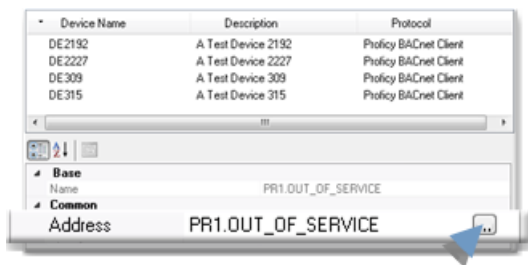 Device Name Description Protocol
DE2192 A Test Device 2192 Proficy BACnet Client
DE2227 A Test Device 2227 Proficy BACnet Client
DE309 A Test Device 309 Proficy BACnet Client
DE315 A Test Device 315 Proficy BACnet Client
Base
Name PR1.OUT_OF_SERVICE
Common
Address PR1.OUT_OF_SERVICE ...